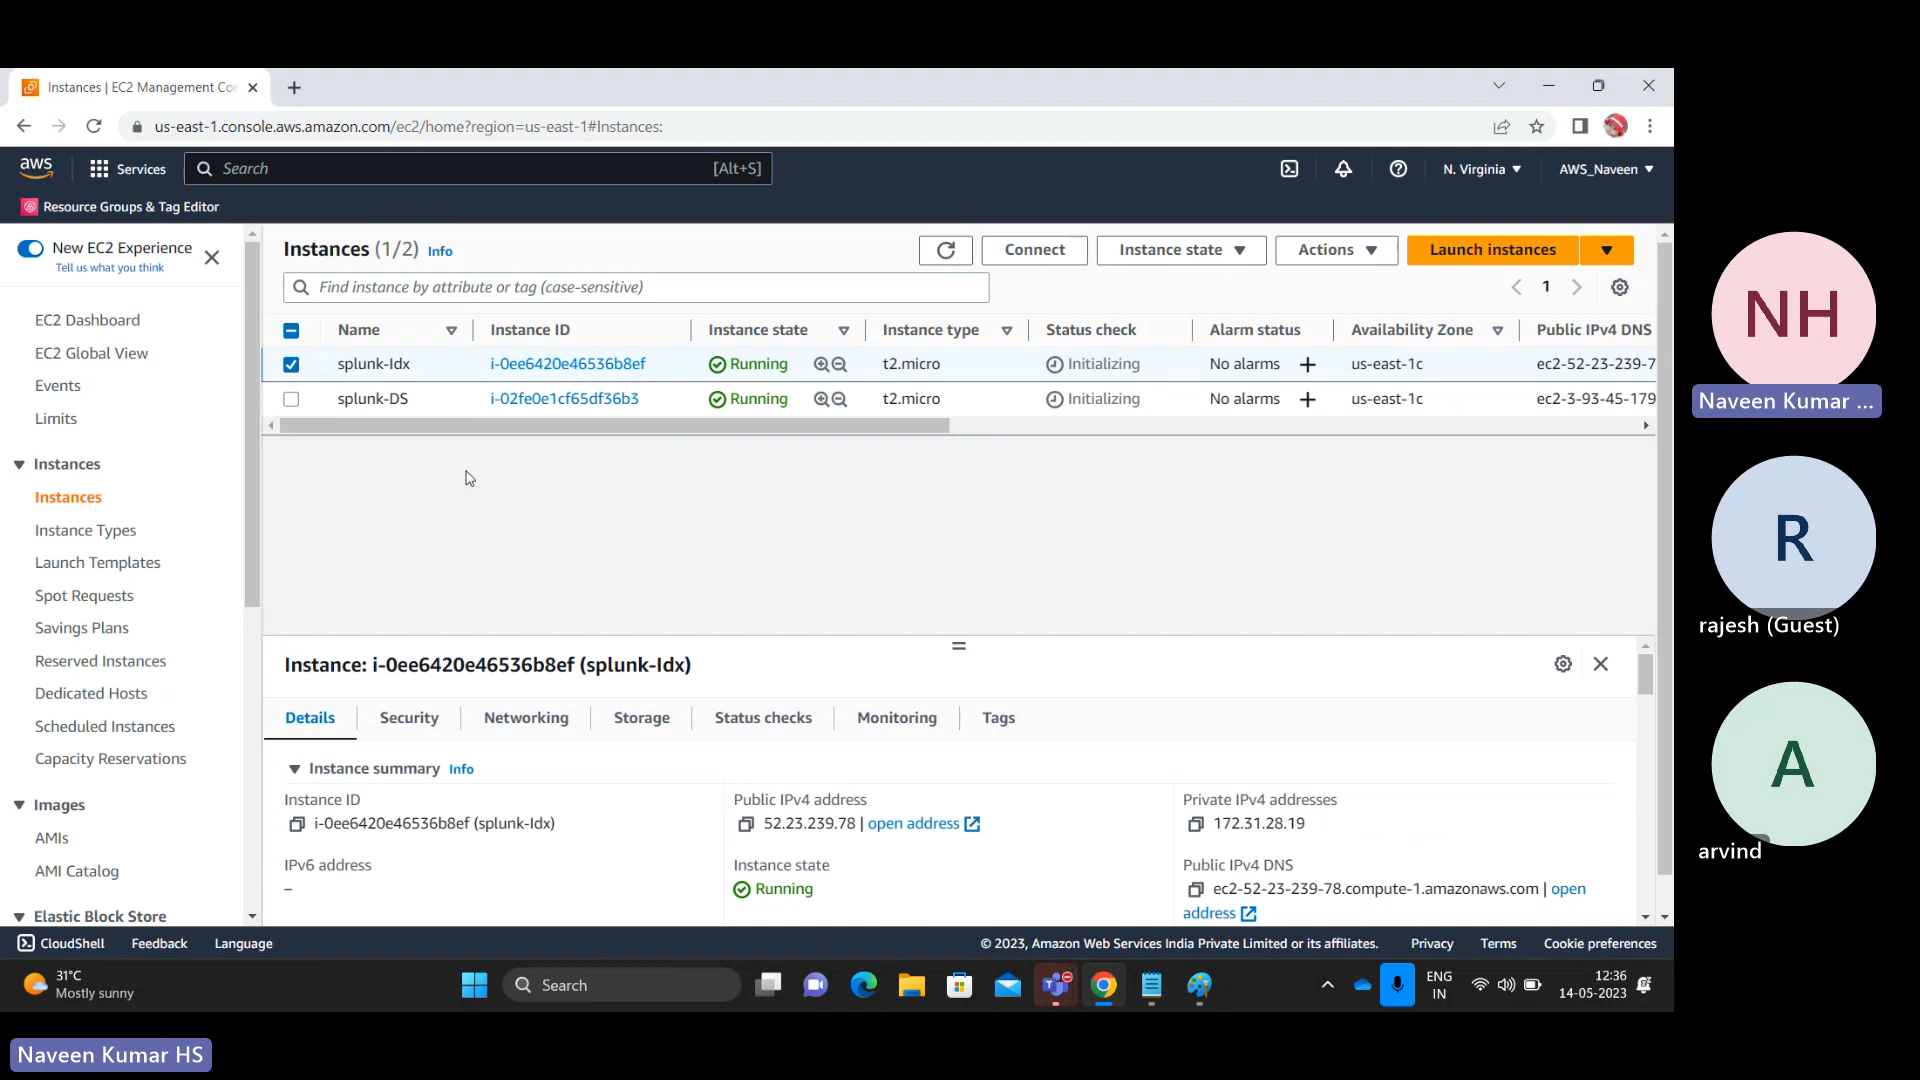 Instances | EC2 Management Con
us-east-1.console.aws.amazon.com/ec2/home?region=us-east-1#Instances:
aws
Services
Search
[Alt+S]
N. Virginia
AWS_Naveen
Resource Groups & Tag Editor
New EC2 Experience
Tell us what you think
EC2 Dashboard
EC2 Global View
Events
Limits
Instances
Instances
Instance Types
Launch Templates
Spot Requests
Savings Plans
Reserved Instances
Dedicated Hosts
Scheduled Instances
Capacity Reservations
Images
AMIs
AMI Catalog
Elastic Block Store
Instances (1/2) Info
Connect
Instance state
Actions
Launch instances
Find instance by attribute or tag (case-sensitive)
1
Name Instance ID Instance state Instance type Status check Alarm status Availability Zone Public IPv4 DNS
splunk-Idx i-0ee6420e46536b8ef Running t2.micro Initializing No alarms us-east-1c ec2-52-23-239-7
splunk-DS i-02fe0e1cf65df36b3 Running t2.micro Initializing No alarms us-east-1c ec2-3-93-45-179
Instance: i-0ee6420e46536b8ef (splunk-Idx)
Details Security Networking Storage Status checks Monitoring Tags
Instance summary Info
Instance ID
i-0ee6420e46536b8ef (splunk-Idx)
Public IPv4 address
52.23.239.78 | open address
Private IPv4 addresses
172.31.28.19
IPv6 address
–
Instance state
Running
Public IPv4 DNS
ec2-52-23-239-78.compute-1.amazonaws.com | open
address
CloudShell
Feedback
Language
© 2023, Amazon Web Services India Private Limited or its affiliates.
Privacy
Terms
Cookie preferences
31°C
Mostly sunny
Search
ENG
IN
12:36
14-05-2023
NH
Naveen Kumar ...
R
rajesh (Guest)
A
arvind
Naveen Kumar HS